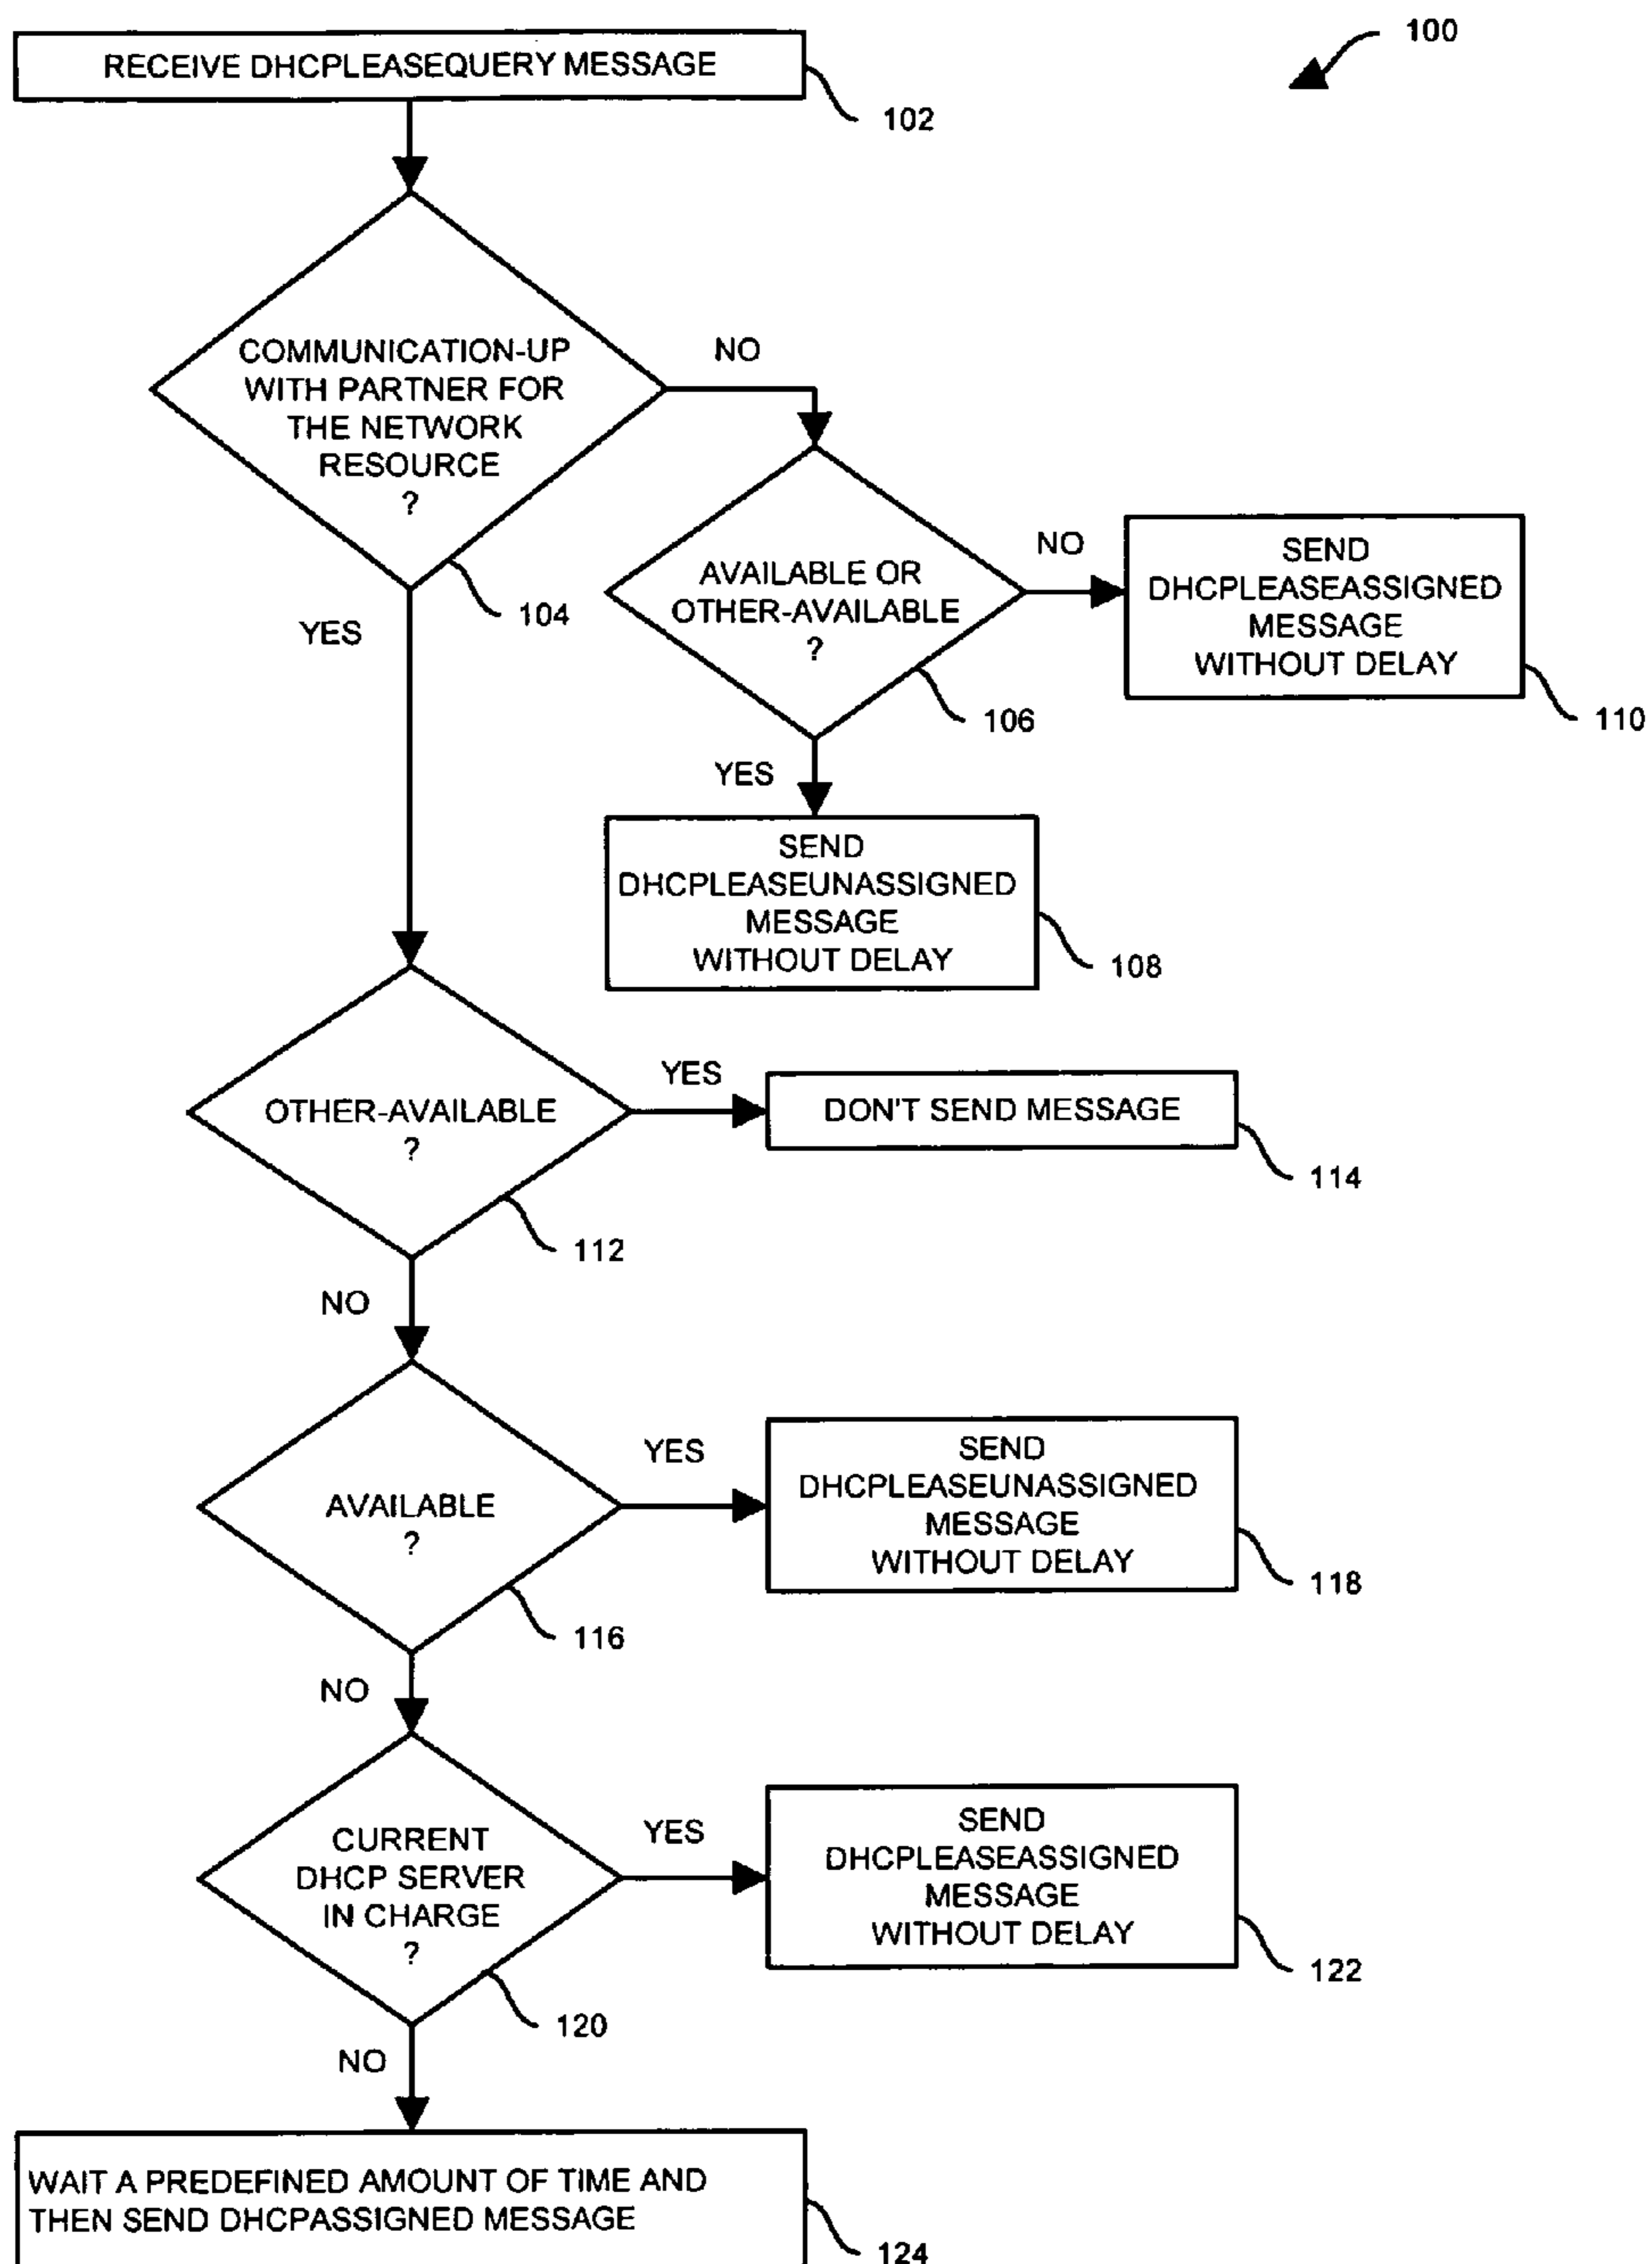 100
RECEIVE DHCPLEASEQUERY MESSAGE
102
COMMUNICATION-UP
WITH PARTNER FOR
THE NETWORK
RESOURCE
?
104
NO
YES
AVAILABLE OR
OTHER-AVAILABLE
?
106
NO
SEND
DHCPLEASEASSIGNED
MESSAGE
WITHOUT DELAY
110
YES
SEND
DHCPLEASEUNASSIGNED
MESSAGE
WITHOUT DELAY
108
OTHER-AVAILABLE
?
112
YES
DON'T SEND MESSAGE
114
NO
AVAILABLE
?
116
YES
SEND
DHCPLEASEUNASSIGNED
MESSAGE
WITHOUT DELAY
118
NO
CURRENT
DHCP SERVER
IN CHARGE
?
120
YES
SEND
DHCPLEASEASSIGNED
MESSAGE
WITHOUT DELAY
122
NO
WAIT A PREDEFINED AMOUNT OF TIME AND
THEN SEND DHCPASSIGNED MESSAGE
124